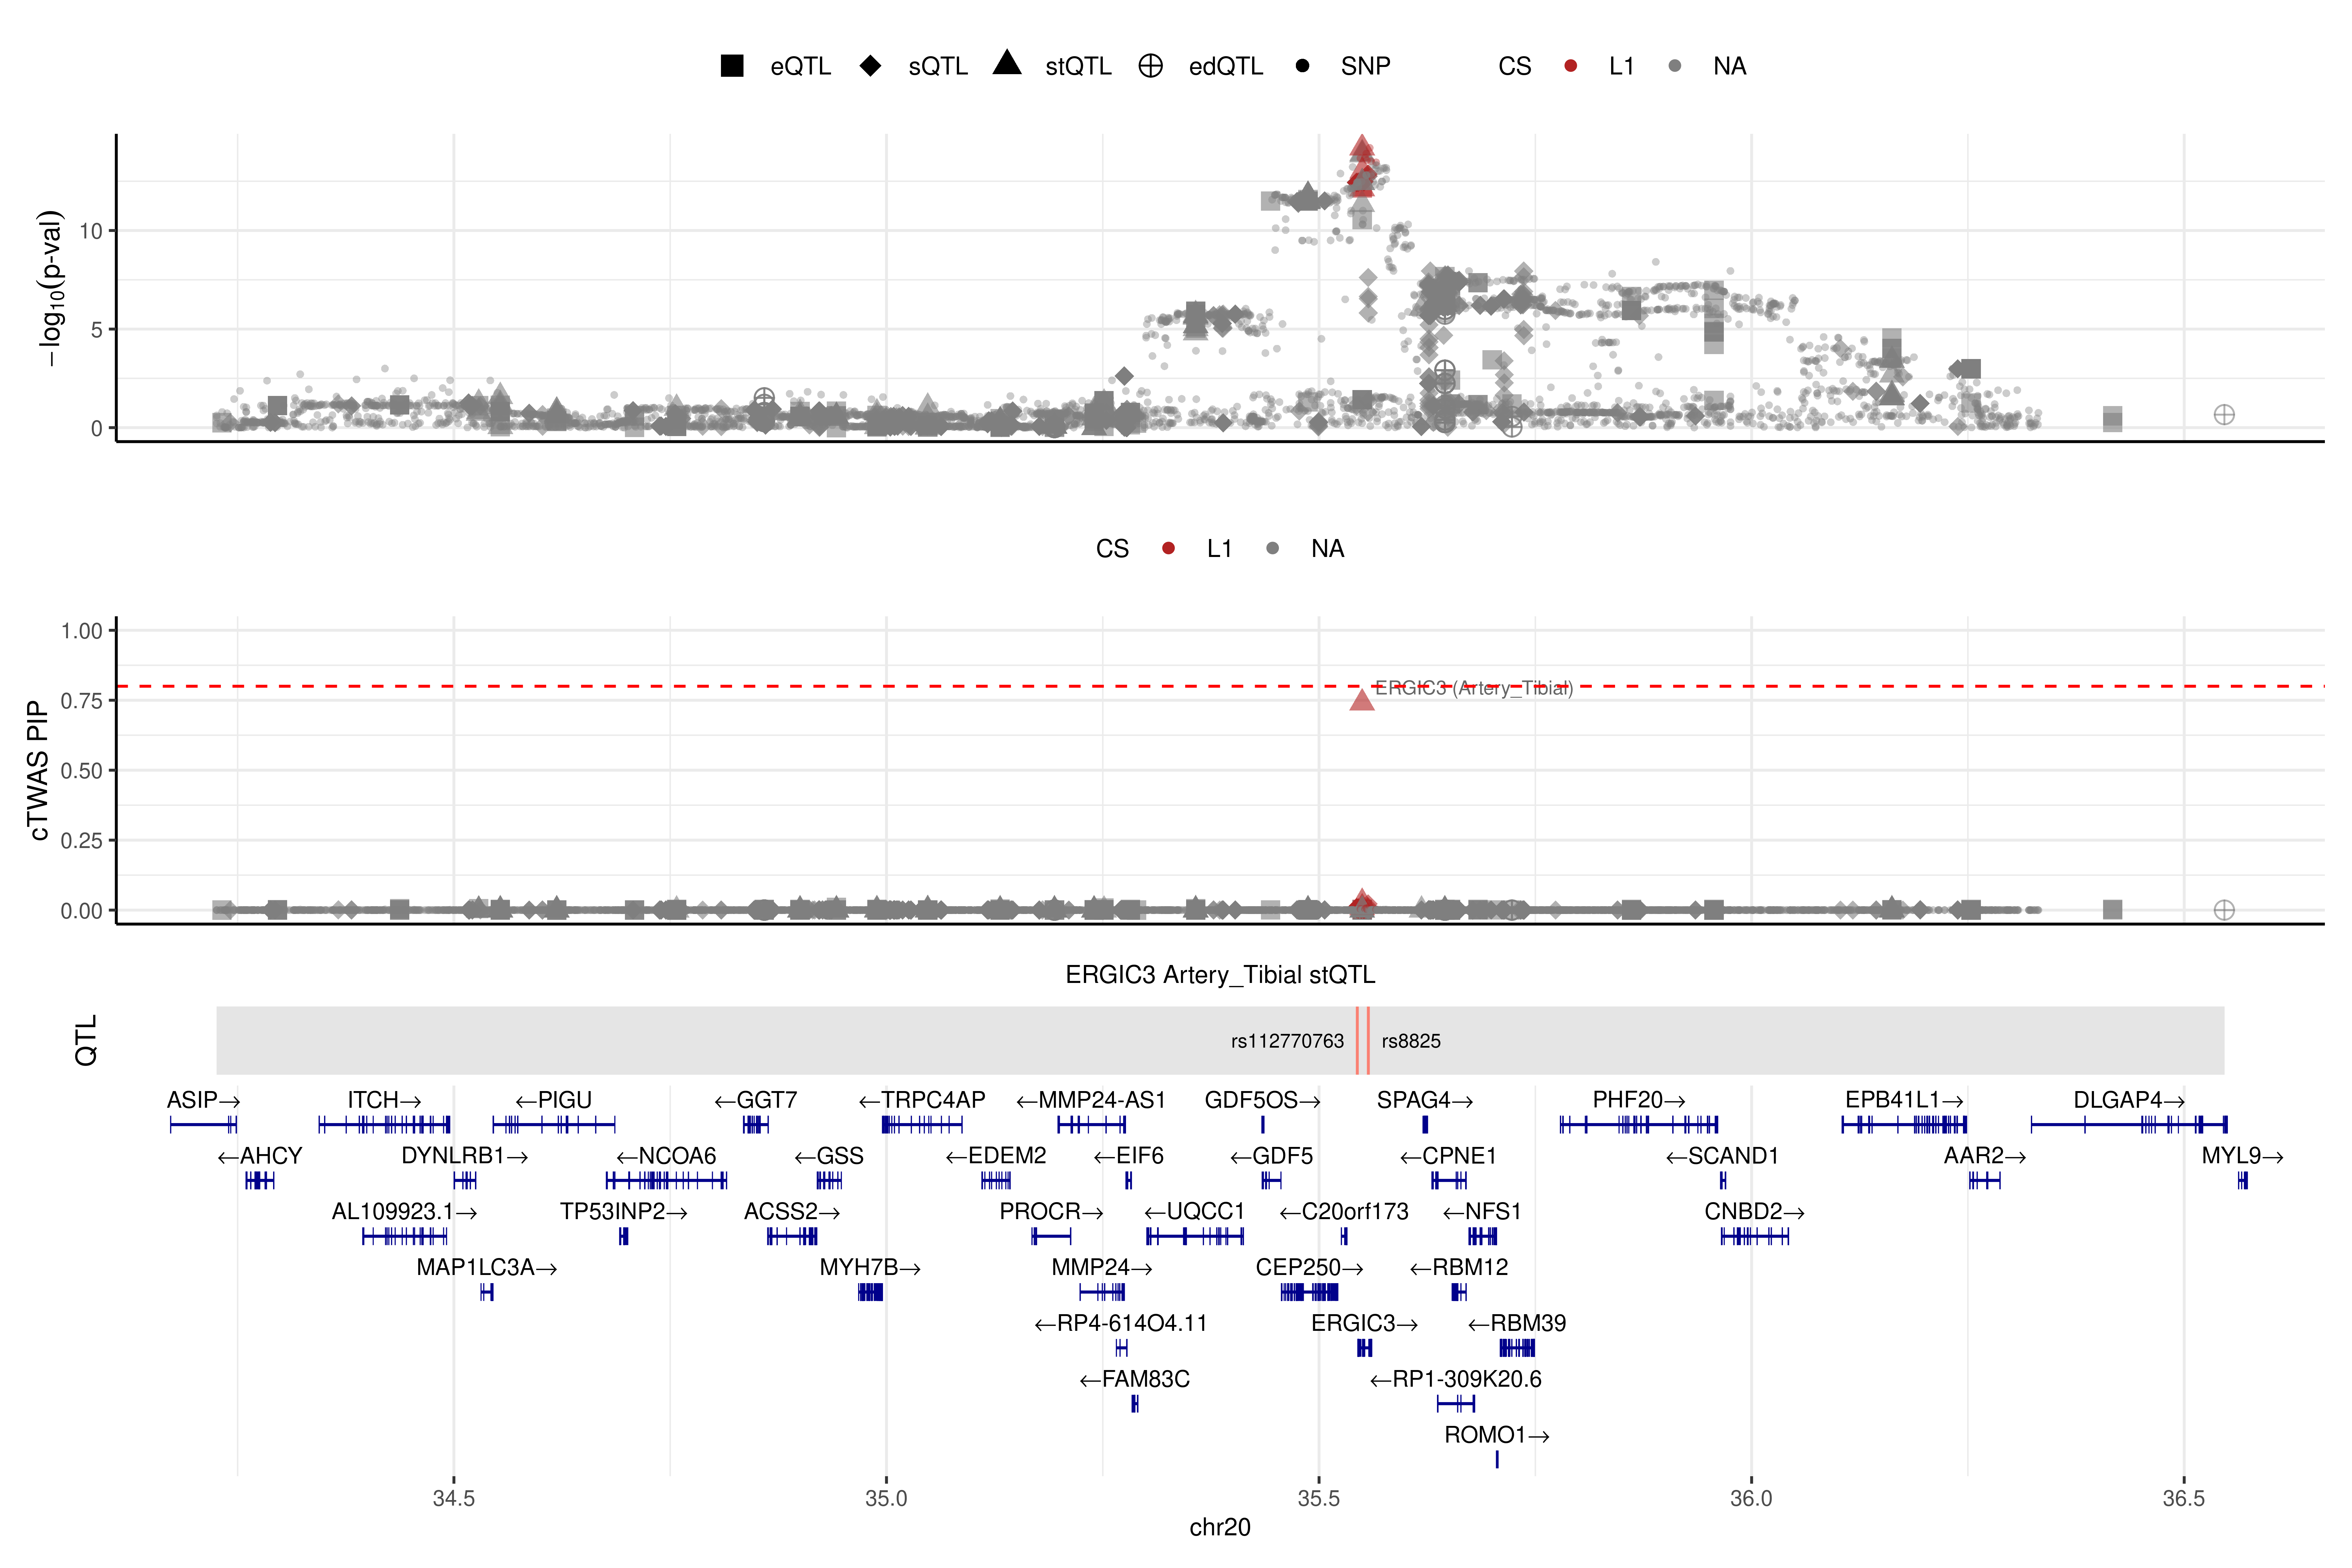 eQTL sQTL stQTL edQTL SNP CS L1 NA
−log10(p-val)
10
5
0
CS L1 NA
cTWAS PIP
1.00
0.75
0.50
0.25
0.00
ERGIC3 (Artery_Tibial)
ERGIC3 Artery_Tibial stQTL
QTL
rs112770763 rs8825
ASIP→ ITCH→ ←PIGU ←GGT7 ←TRPC4AP ←MMP24-AS1 GDF5OS→ SPAG4→ PHF20→ EPB41L1→ DLGAP4→
←AHCY DYNLRB1→ ←NCOA6 ←GSS ←EDEM2 ←EIF6 ←GDF5 ←CPNE1 ←SCAND1 AAR2→ MYL9→
AL109923.1→ TP53INP2→ ACSS2→ PROCR→ ←UQCC1 ←C20orf173 ←NFS1 CNBD2→
MAP1LC3A→ MYH7B→ MMP24→ CEP250→ ←RBM12
←RP4-614O4.11 ERGIC3→ ←RBM39
←FAM83C ←RP1-309K20.6
ROMO1→
34.5 35.0 35.5 36.0 36.5
chr20